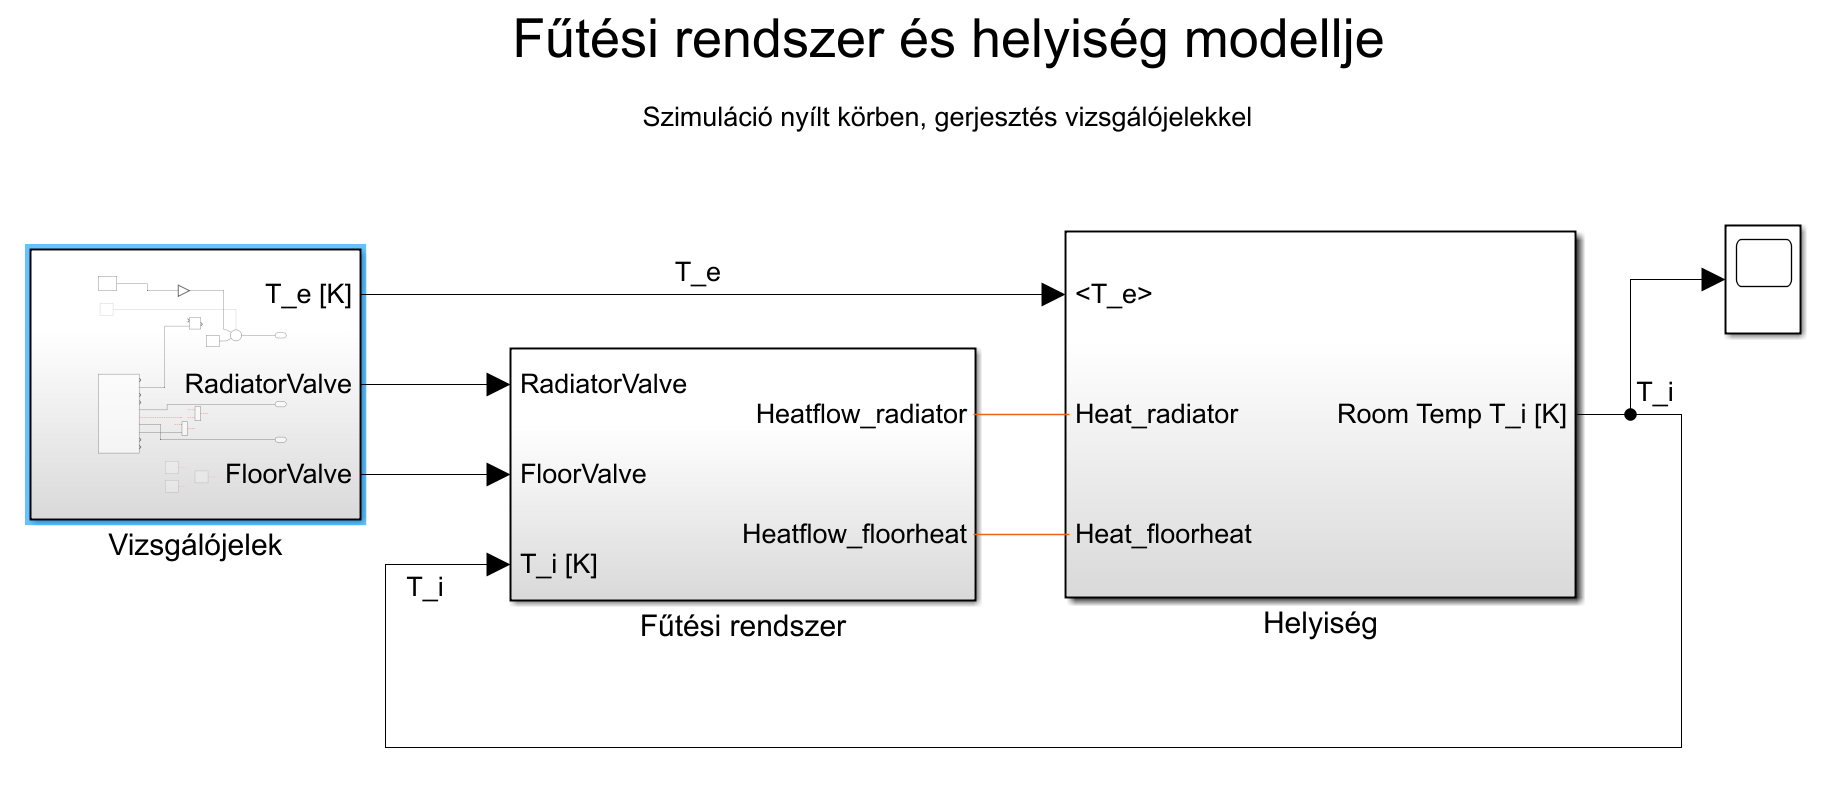 Fűtési rendszer és helyiség modellje
Szimuláció nyílt körben, gerjesztés vizsgálójelekkel
T_e [K]
RadiatorValve
FloorValve
Vizsgálójelek
T_e
RadiatorValve
FloorValve
T_i [K]
Heatflow_radiator
Heatflow_floorheat
Fűtési rendszer
T_i
<T_e>
Heat_radiator
Heat_floorheat
Room Temp T_i [K]
Helyiség
T_i